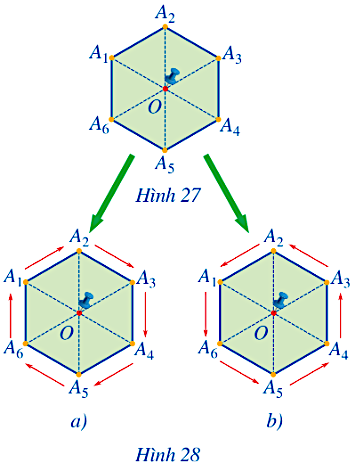 A2
A1 A3
O
A6 A4
A5
Hình 27
A2 A2
A1 A3 A1 A3
O O
A6 A4 A6 A4
A5 A5
a) b)
Hình 28